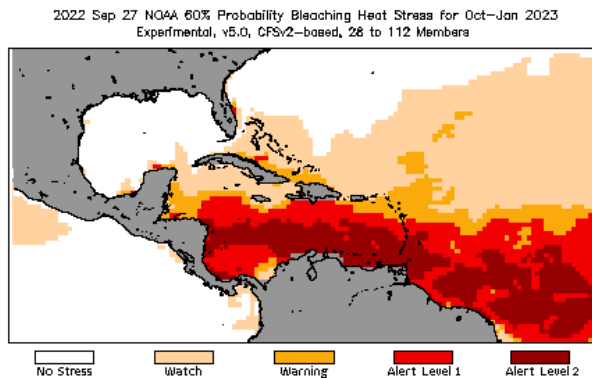 2022 Sep 27 NOAA 60% Probability Bleaching Heat Stress for Oct-Jan 2023
Experimental, v5.0, CFSv2-based, 28 to 112 Members
No Stress Watch Warning Alert Level 1 Alert Level 2